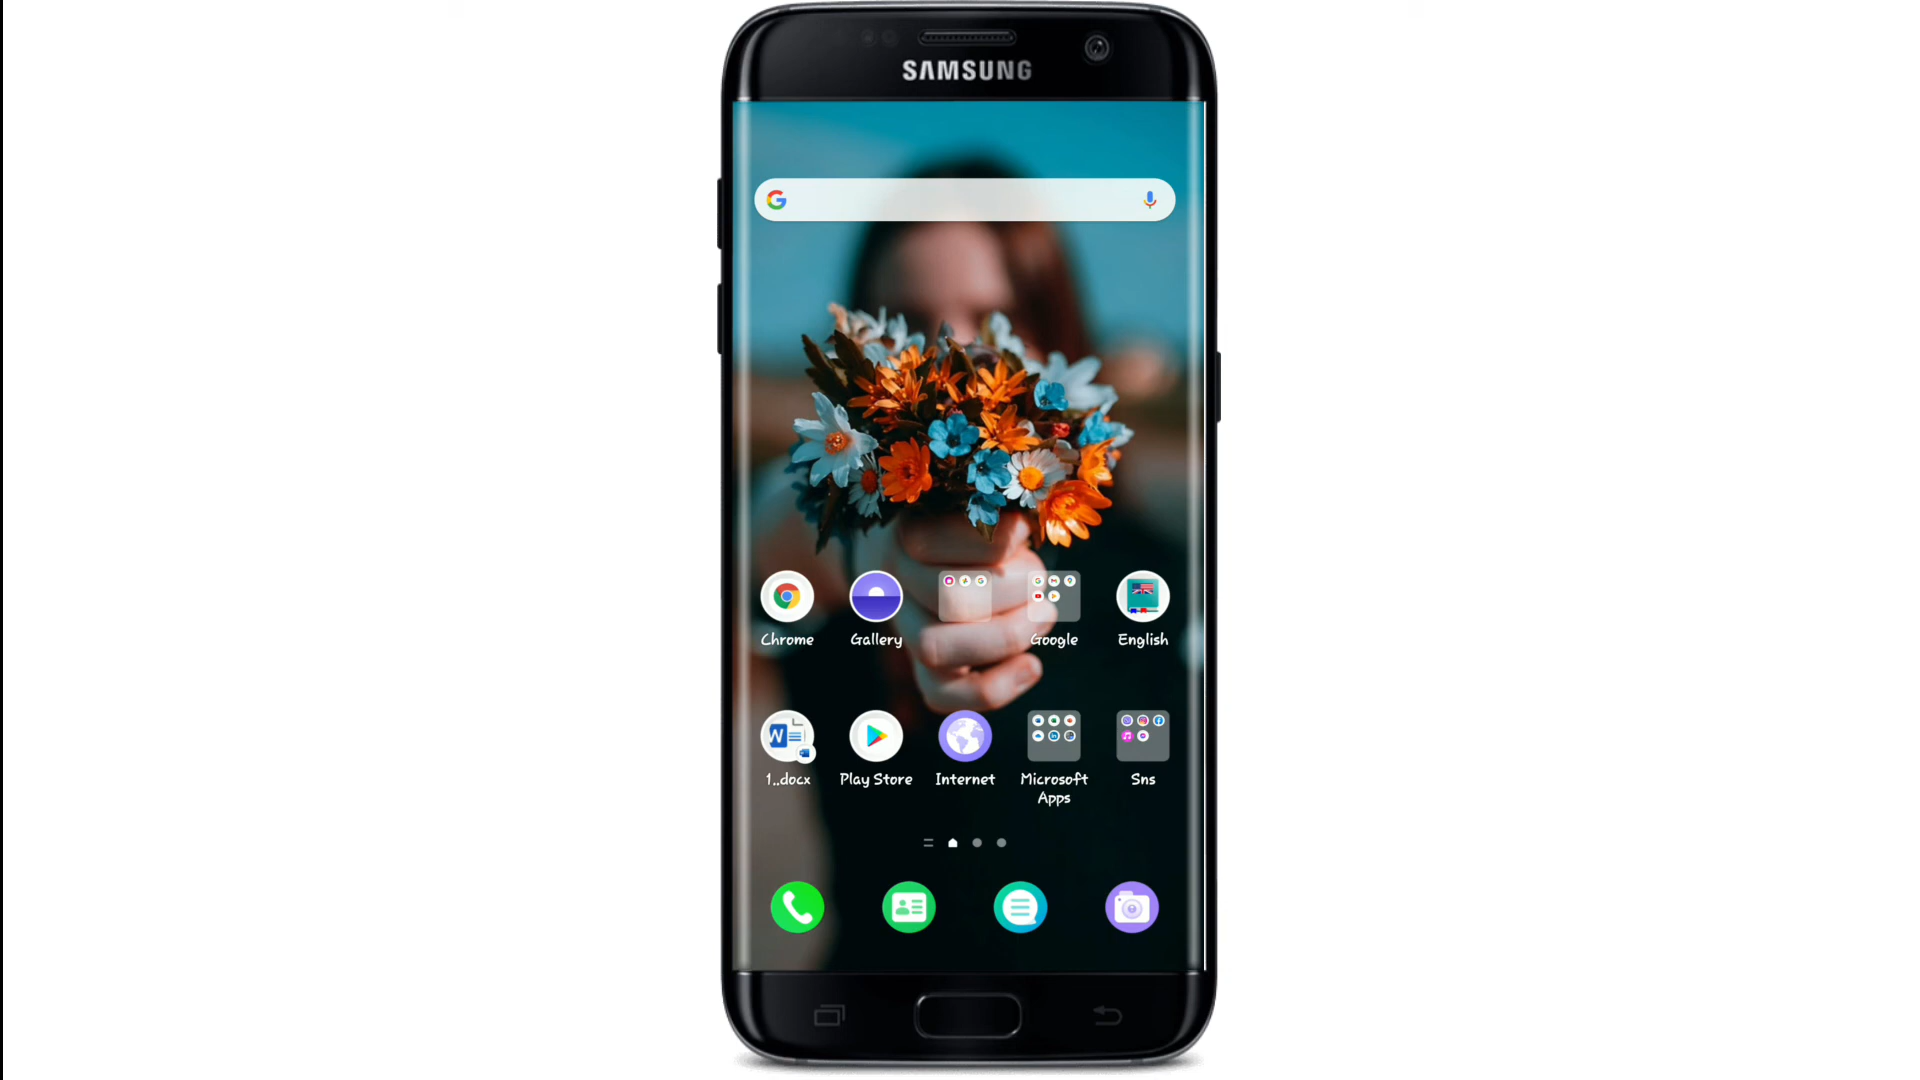 SAMSUNG
Chrome
Gallery
Google
English
1..docx
Play Store
Internet
Microsoft
Apps
Sns